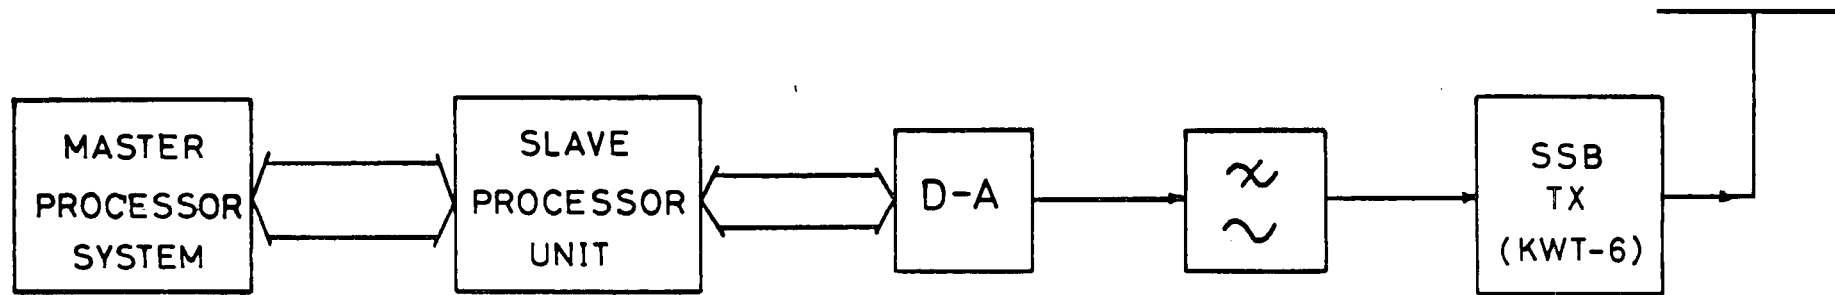 MASTER
PROCESSOR
SYSTEM
SLAVE
PROCESSOR
UNIT
D-A
SSB
TX
(KWT-6)